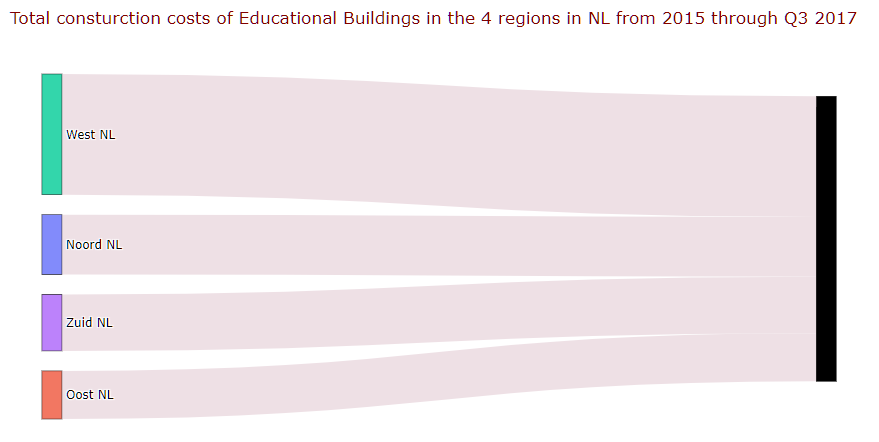 Total consturction costs of Educational Buildings in the 4 regions in NL from 2015 through Q3 2017
West NL
Noord NL
Zuid NL
Oost NL